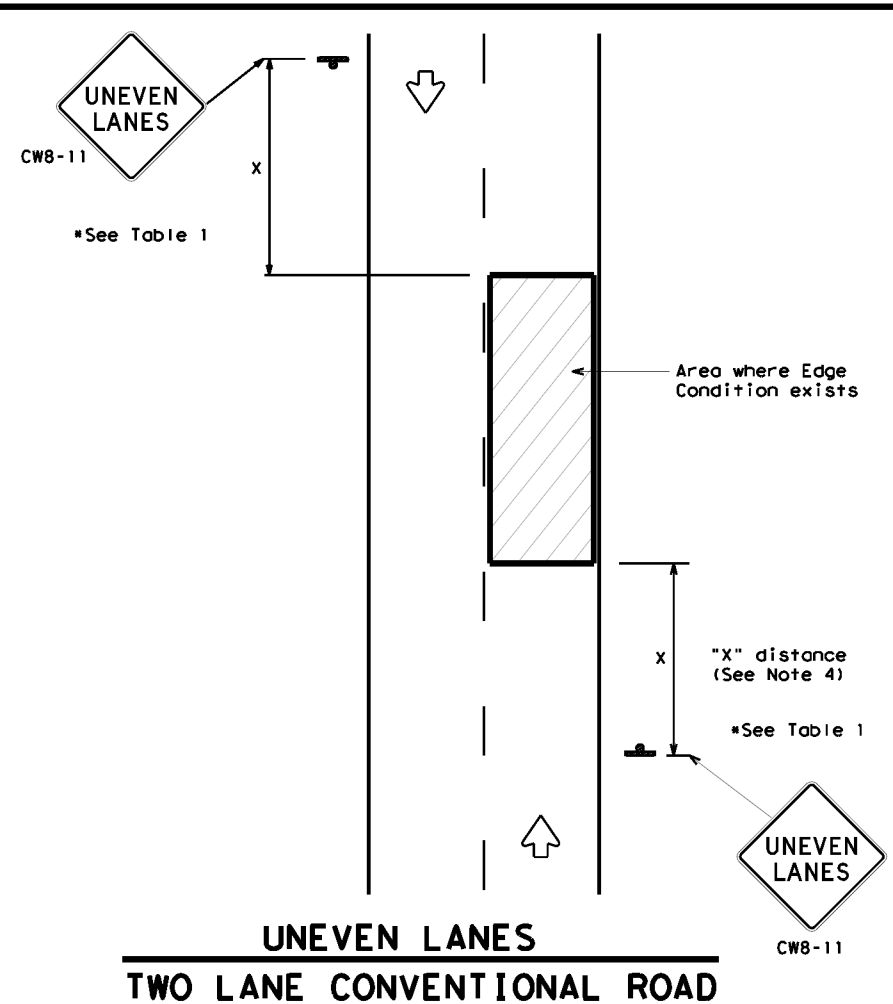 UNEVEN
LANES
CW8-11
X
*See Table 1
Area where Edge
Condition exists
X
"X" distance
(See Note 4)
*See Table 1
UNEVEN
LANES
CW8-11
UNEVEN LANES
TWO LANE CONVENTIONAL ROAD